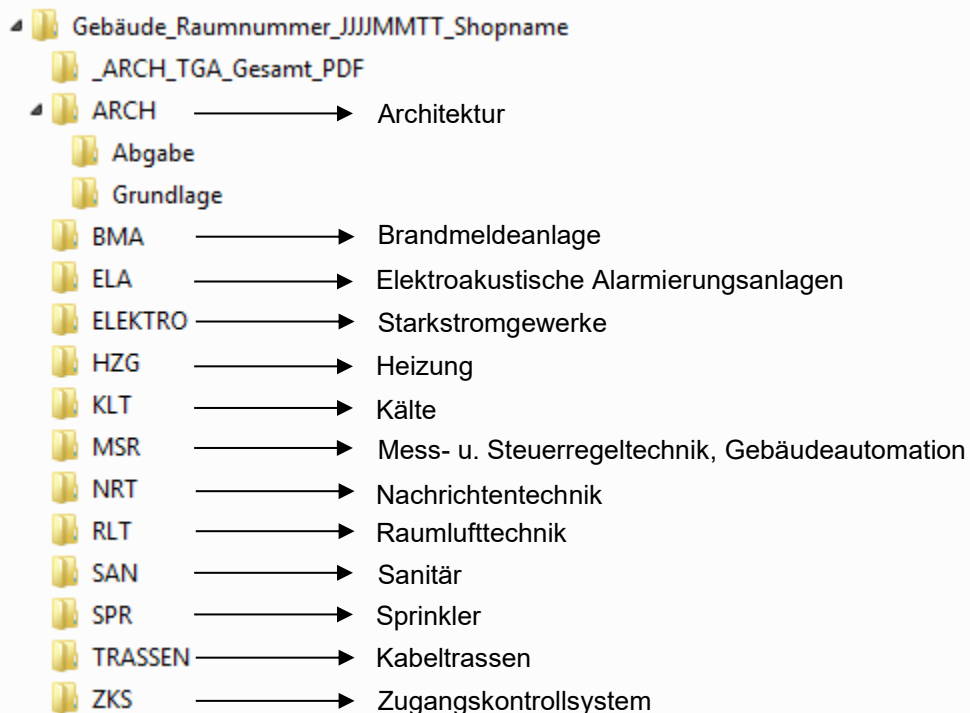 Gebäude_Raumnummer_JJJJMMTT_Shopname
_ARCH_TGA_Gesamt_PDF
ARCH Architektur
Abgabe
Grundlage
BMA Brandmeldeanlage
ELA Elektroakustische Alarmierungsanlagen
ELEKTRO Starkstromgewerke
HZG Heizung
KLT Kälte
MSR Mess- u. Steuerregeltechnik, Gebäudeautomation
NRT Nachrichtentechnik
RLT Raumlufttechnik
SAN Sanitär
SPR Sprinkler
TRASSEN Kabeltrassen
ZKS Zugangskontrollsystem